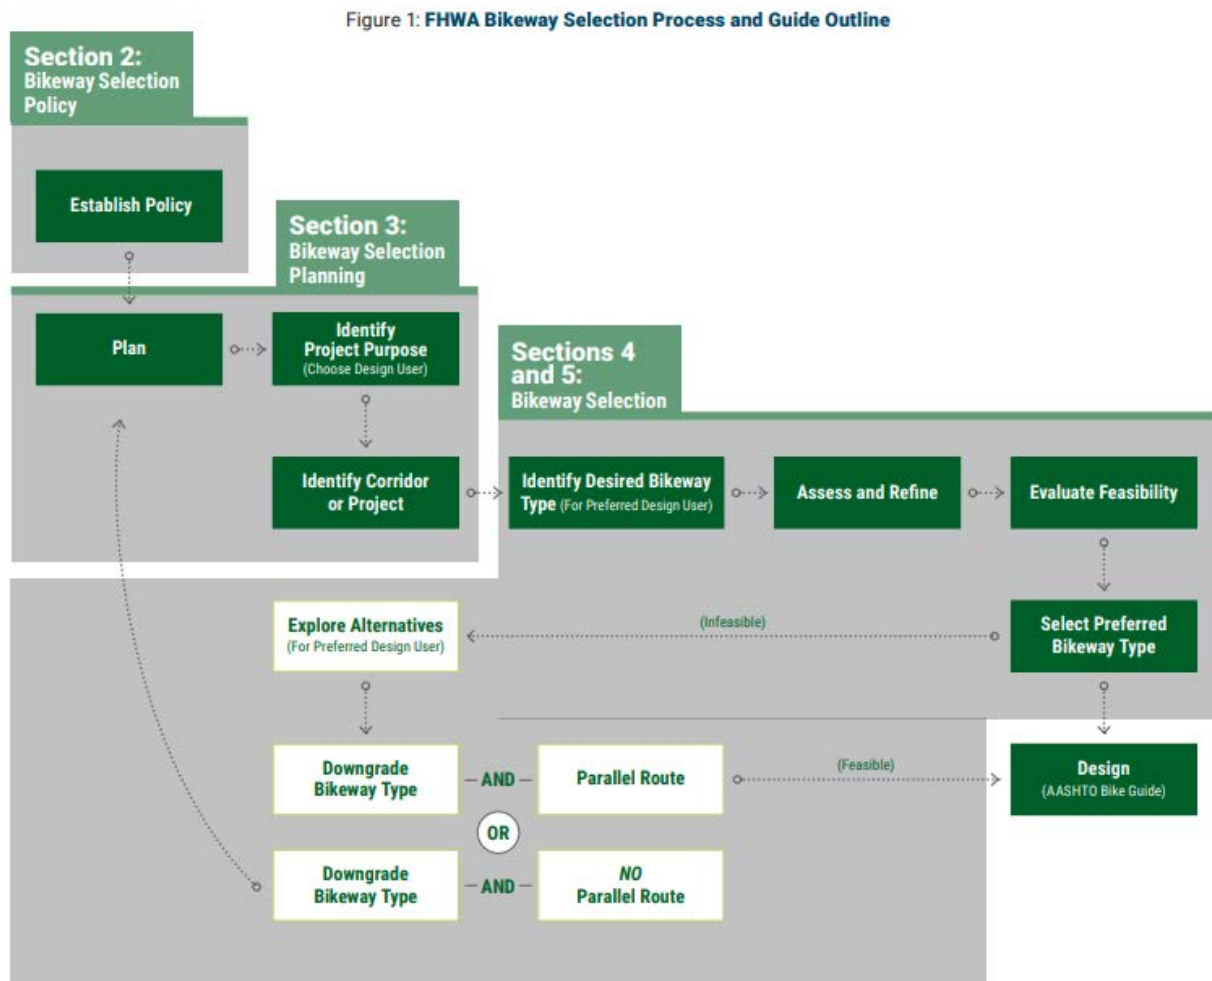 Figure 1: FHWA Bikeway Selection Process and Guide Outline
Section 2:
Bikeway Selection
Policy
Establish Policy
Section 3:
Bikeway Selection
Planning
Plan
Identify
Project Purpose
(Choose Design User)
Identify Corridor
or Project
Sections 4
and 5:
Bikeway Selection
Identify Desired Bikeway
Type (For Preferred Design User)
Assess and Refine
Evaluate Feasibility
Select Preferred
Bikeway Type
(Infeasible)
Explore Alternatives
(For Preferred Design User)
Downgrade
Bikeway Type
AND
Parallel Route
(Feasible)
Design
(AASHTO Bike Guide)
OR
Downgrade
Bikeway Type
AND
NO
Parallel Route